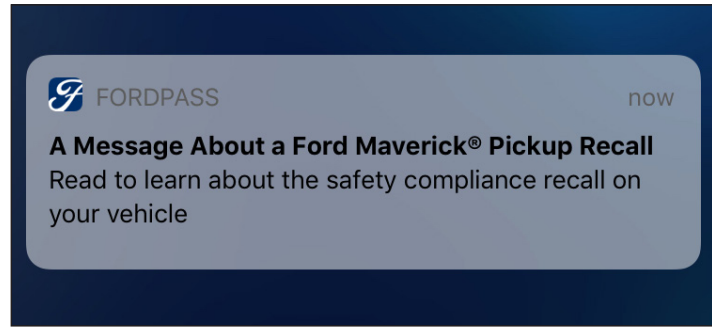 FORDPASS now
A Message About a Ford Maverick® Pickup Recall
Read to learn about the safety compliance recall on
your vehicle